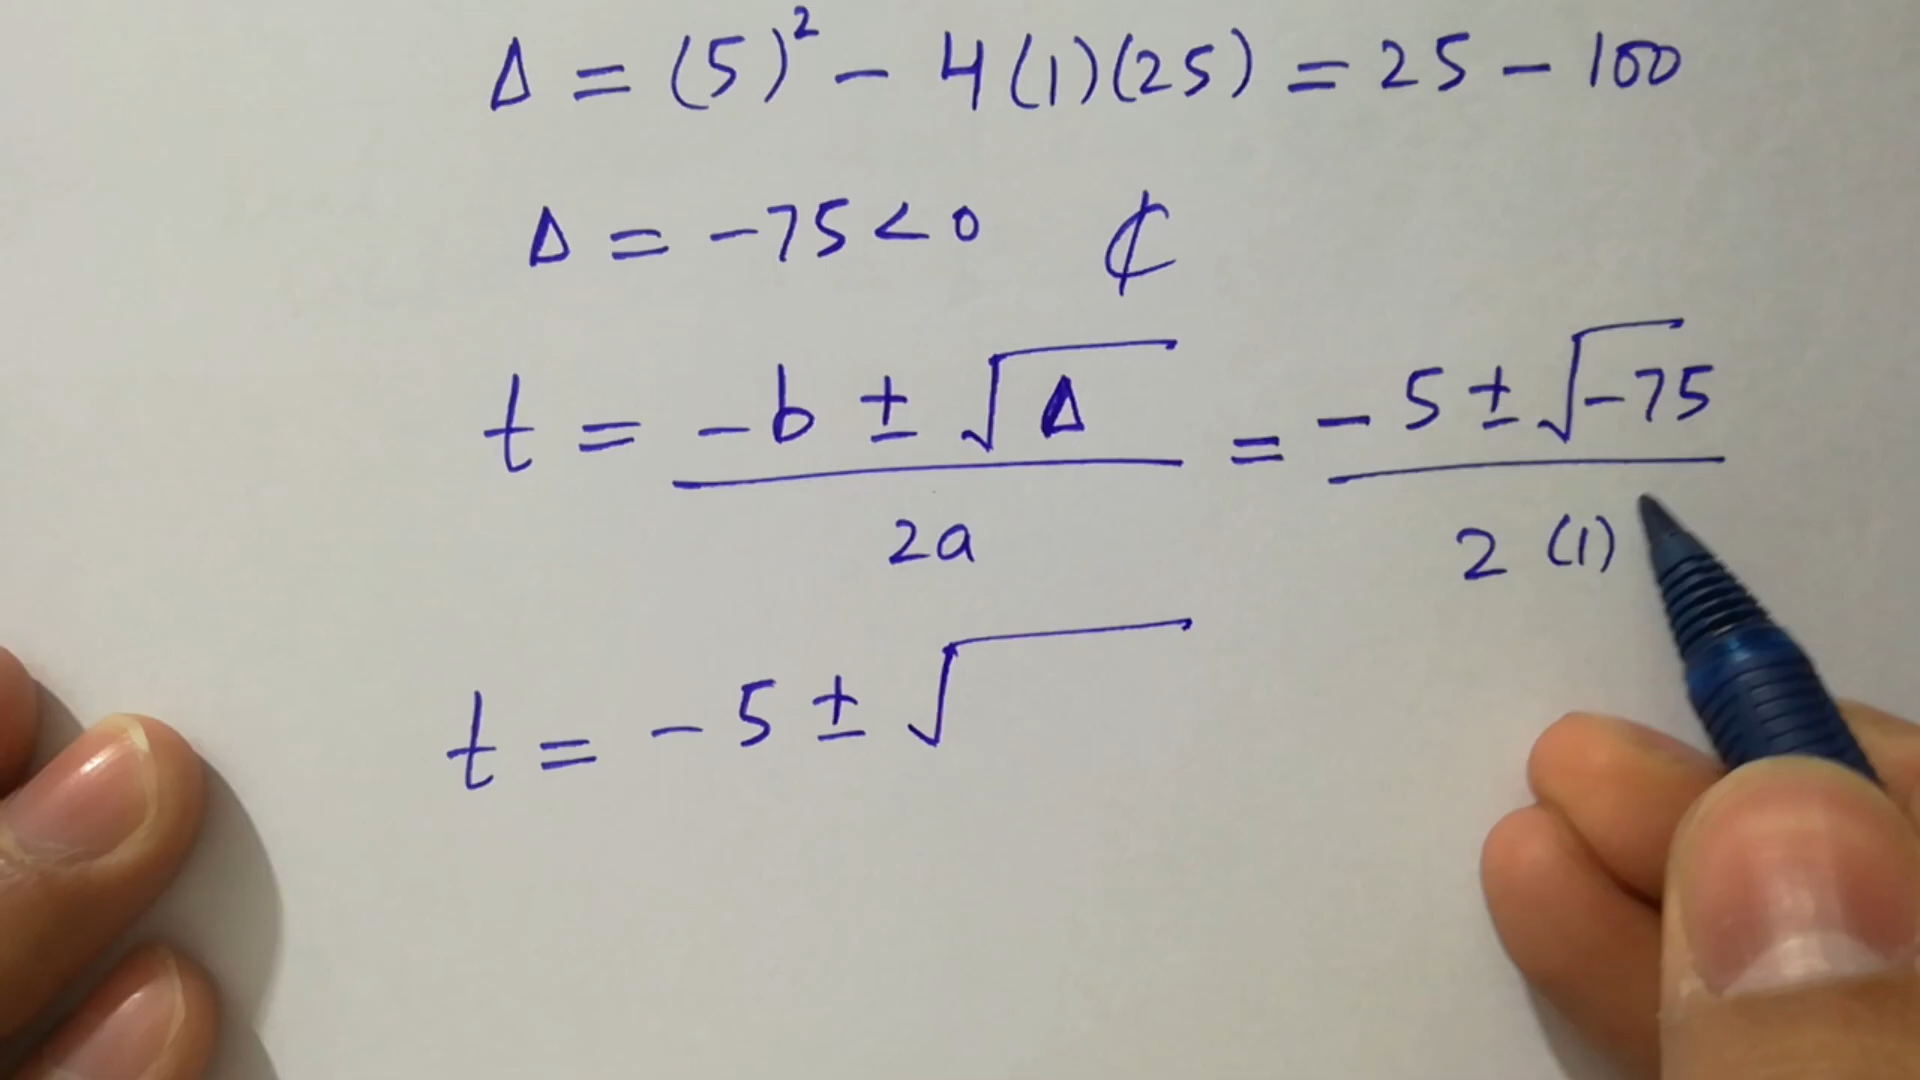 Δ = (5)² - 4(1)(25) = 25 - 100
Δ = -75 < 0 ₵
t = (-b ± √Δ)/2a = (-5 ± √-75)/2(1)
t = -5 ± √